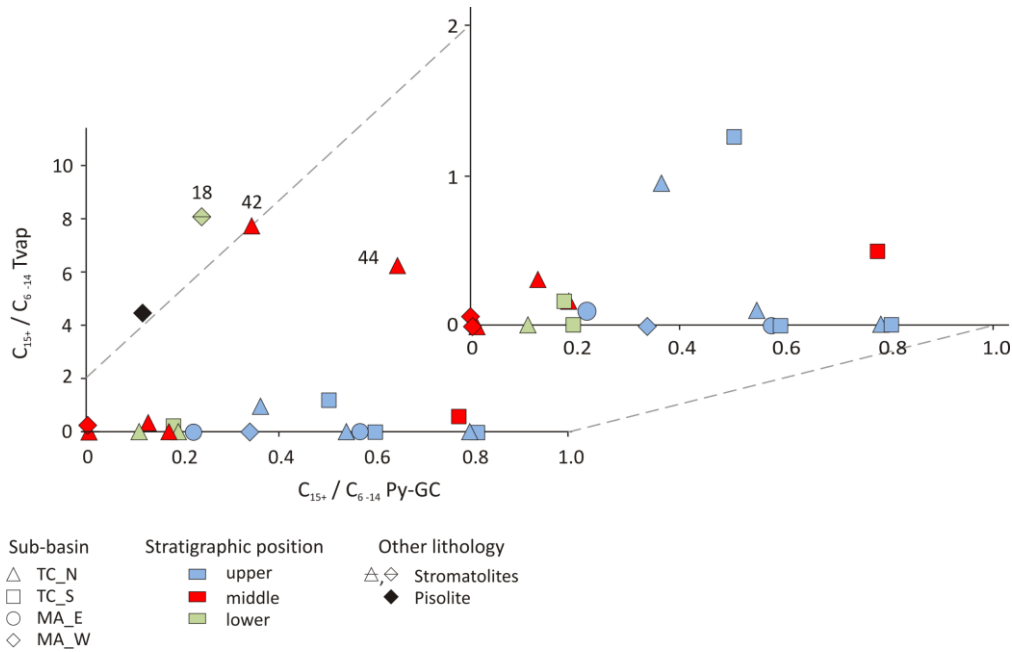 2
1
0
0
0.2
0.4
0.6
0.8
1.0
10
8
6
4
2
0
C15+ / C6-14 Tvap
18
42
44
0
0.2
0.4
0.6
0.8
1.0
C15+ / C6-14 Py-GC
Sub-basin
TC_N
TC_S
MA_E
MA_W
Stratigraphic position
upper
middle
lower
Other lithology
, Stromatolites
Pisolite